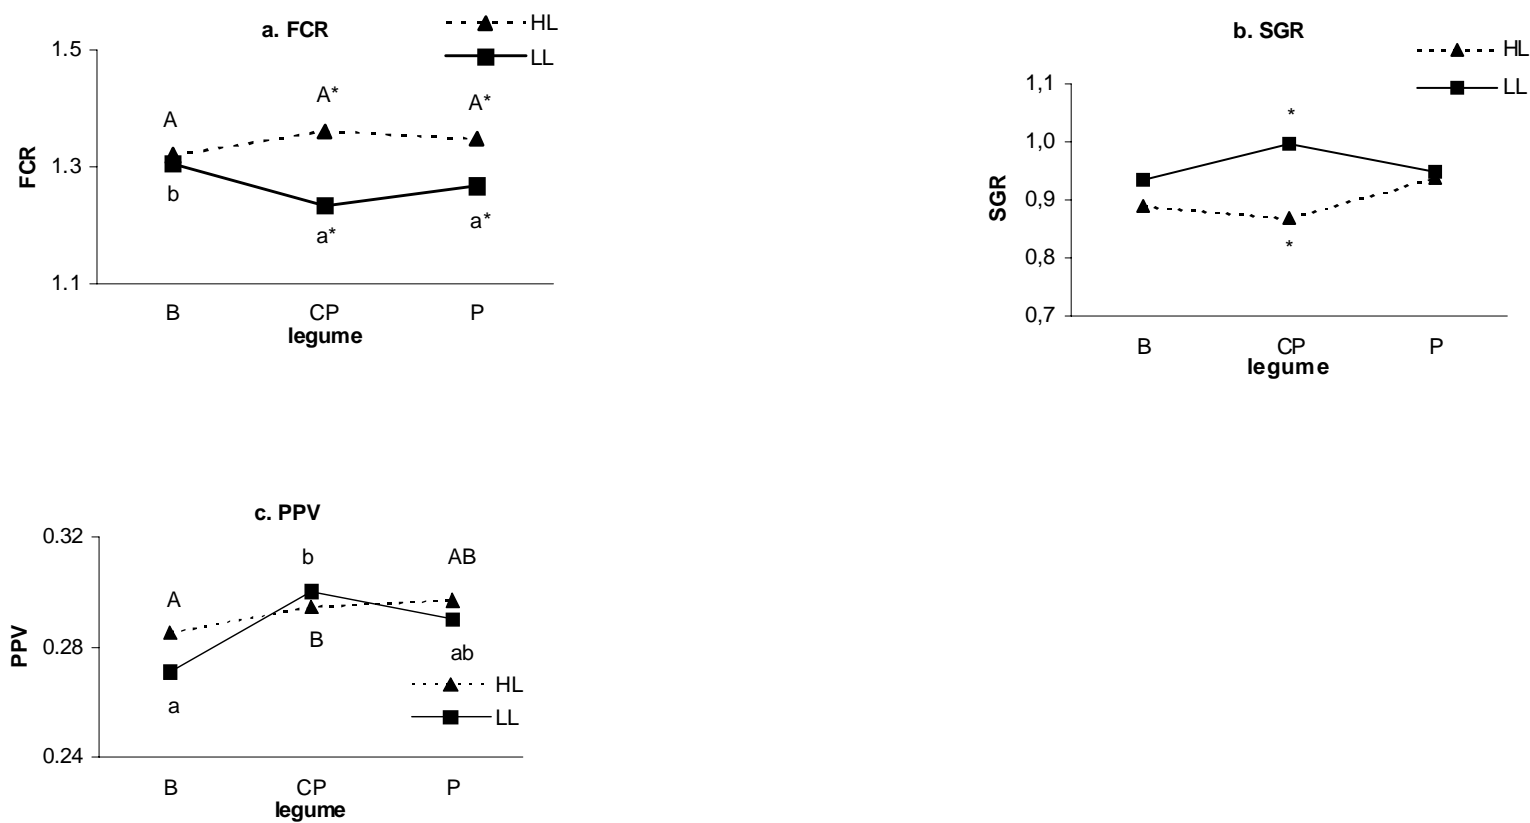 a. FCR
HL
LL
1.5
1.3
1.1
FCR
A
A*
A*
b
a*
a*
B CP P
legume
b. SGR
HL
LL
1,1
1,0
0,9
0,8
0,7
SGR
*
*
B CP P
legume
c. PPV
0.32
0.28
0.24
PPV
A
b
AB
a
B
ab
HL
LL
B CP P
legume